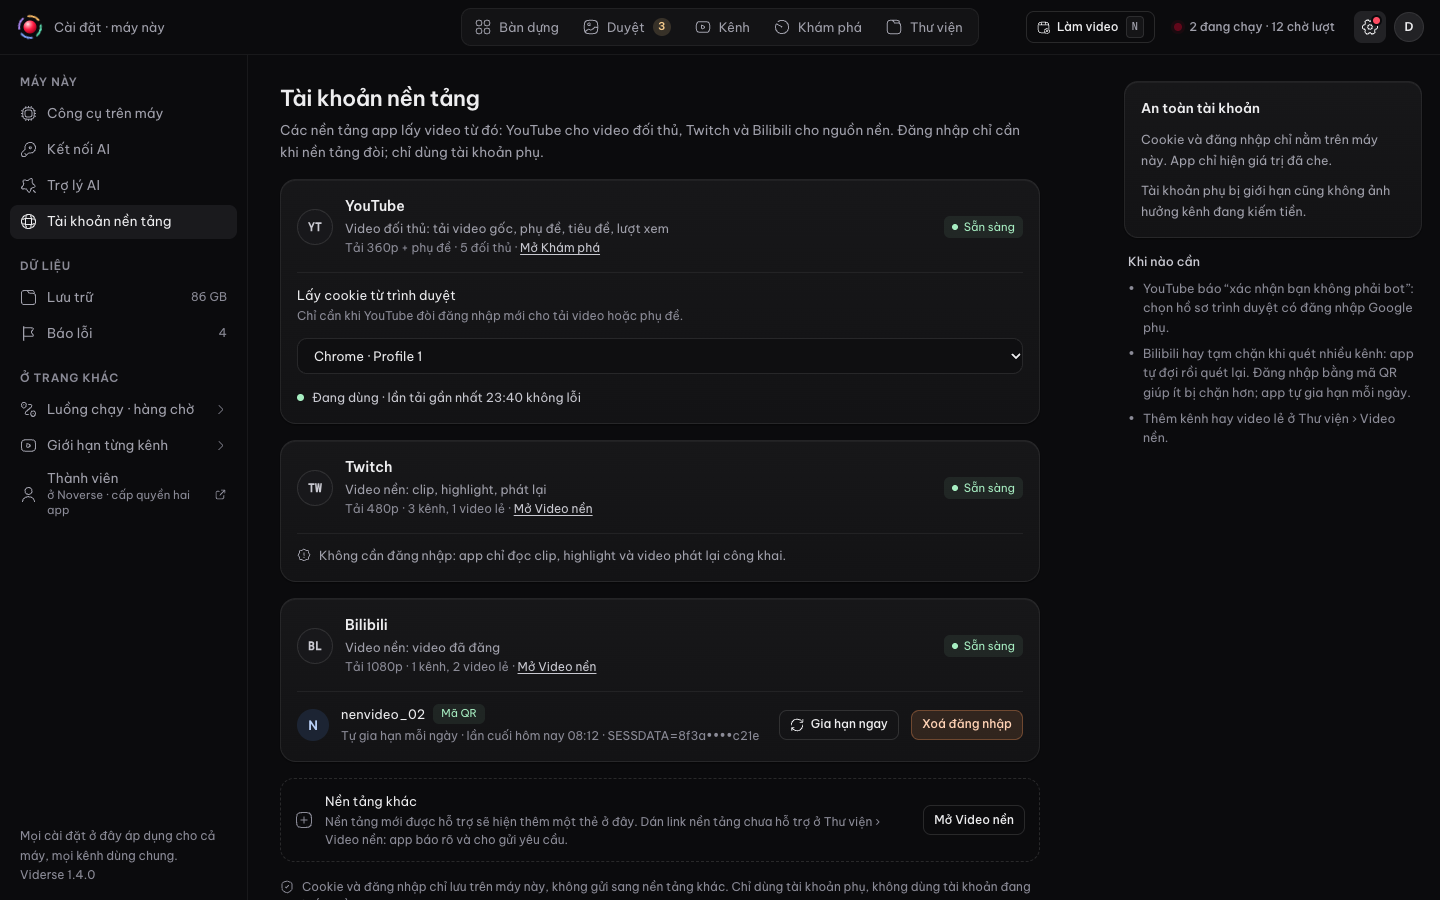 Cài đặt · máy này
Bàn dựng
Duyệt 3
Kênh
Khám phá
Thư viện
Làm video N
2 đang chạy · 12 chờ lượt
D
MÁY NÀY
Công cụ trên máy
Kết nối AI
Trợ lý AI
Tài khoản nền tảng
DỮ LIỆU
Lưu trữ 86 GB
Báo lỗi 4
Ở TRANG KHÁC
Luồng chạy · hàng chờ
Giới hạn từng kênh
Thành viên
ở Noverse · cấp quyền hai
app
Mọi cài đặt ở đây áp dụng cho cả
máy, mọi kênh dùng chung.
Viderse 1.4.0
Tài khoản nền tảng
Các nền tảng app lấy video từ đó: YouTube cho video đối thủ, Twitch và Bilibili cho nguồn nền. Đăng nhập chỉ cần
khi nền tảng đòi; chỉ dùng tài khoản phụ.
YT
YouTube
Video đối thủ: tải video gốc, phụ đề, tiêu đề, lượt xem
Tải 360p + phụ đề · 5 đối thủ · Mở Khám phá
Sẵn sàng
Lấy cookie từ trình duyệt
Chỉ cần khi YouTube đòi đăng nhập mới cho tải video hoặc phụ đề.
Chrome · Profile 1
Đang dùng · lần tải gần nhất 23:40 không lỗi
TW
Twitch
Video nền: clip, highlight, phát lại
Tải 480p · 3 kênh, 1 video lẻ · Mở Video nền
Sẵn sàng
Không cần đăng nhập: app chỉ đọc clip, highlight và video phát lại công khai.
BL
Bilibili
Video nền: video đã đăng
Tải 1080p · 1 kênh, 2 video lẻ · Mở Video nền
Sẵn sàng
N
nenvideo_02 Mã QR
Tự gia hạn mỗi ngày · lần cuối hôm nay 08:12 · SESSDATA=8f3a••••c21e
Gia hạn ngay
Xoá đăng nhập
Nền tảng khác
Nền tảng mới được hỗ trợ sẽ hiện thêm một thẻ ở đây. Dán link nền tảng chưa hỗ trợ ở Thư viện ›
Video nền: app báo rõ và cho gửi yêu cầu.
Mở Video nền
Cookie và đăng nhập chỉ lưu trên máy này, không gửi sang nền tảng khác. Chỉ dùng tài khoản phụ, không dùng tài khoản đang
An toàn tài khoản
Cookie và đăng nhập chỉ nằm trên máy
này. App chỉ hiện giá trị đã che.
Tài khoản phụ bị giới hạn cũng không ảnh
hưởng kênh đang kiếm tiền.
Khi nào cần
• YouTube báo “xác nhận bạn không phải bot”:
chọn hồ sơ trình duyệt có đăng nhập Google
phụ.
• Bilibili hay tạm chặn khi quét nhiều kênh: app
tự đợi rồi quét lại. Đăng nhập bằng mã QR
giúp ít bị chặn hơn; app tự gia hạn mỗi ngày.
• Thêm kênh hay video lẻ ở Thư viện › Video
nền.